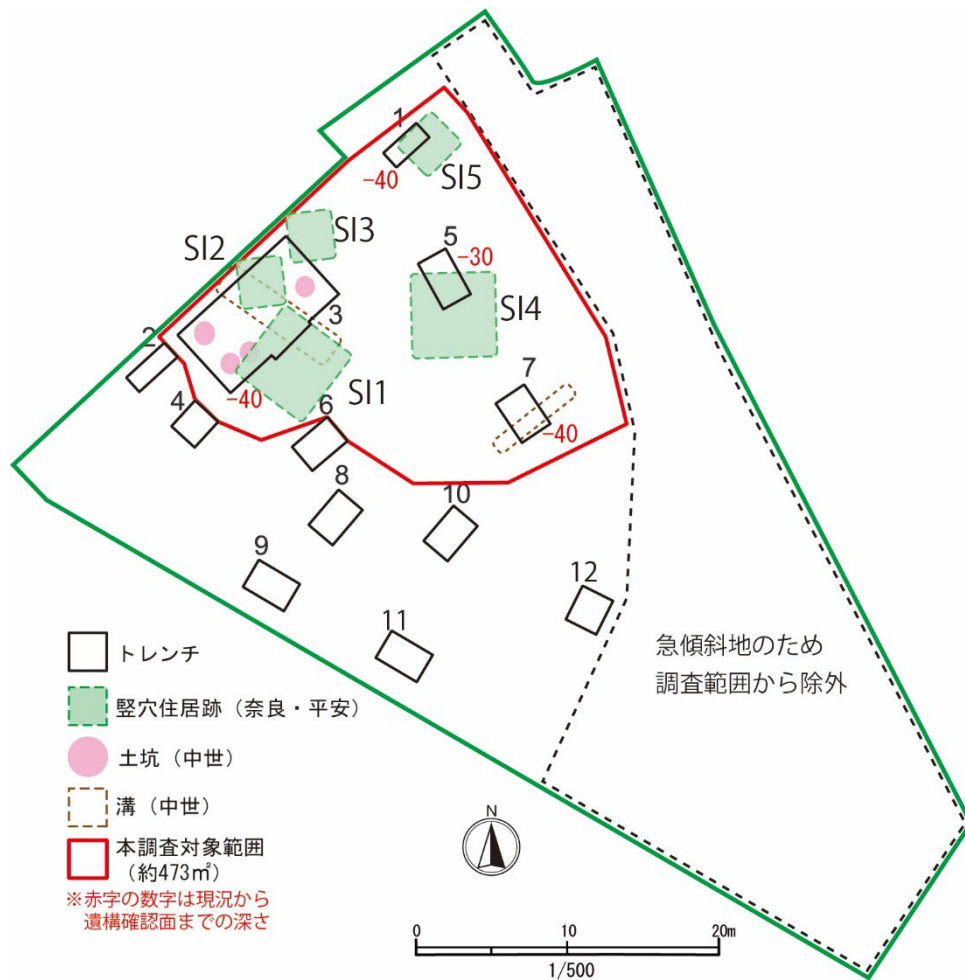 1
-40
SI5
SI3
SI2
5
-30
SI4
3
2
-40
SI1
4
6
7
-40
8
10
9
12
11
急傾斜地のため
調査範囲から除外
トレンチ
竪穴住居跡（奈良・平安）
土坑（中世）
溝（中世）
本調査対象範囲
（約473㎡）
※赤字の数字は現況から
遺構確認面までの深さ
N
0 10 20m
1/500